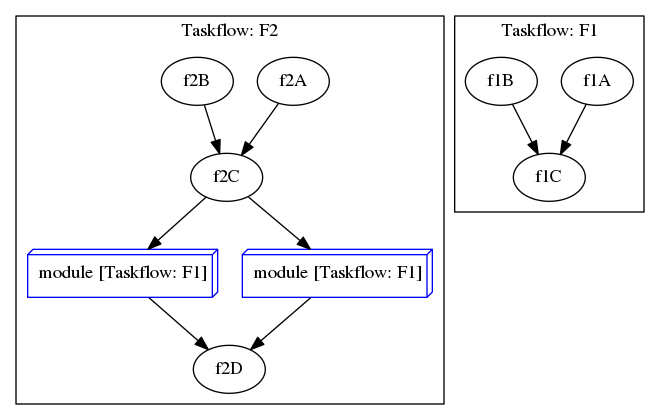 Taskflow: F2
f2B
f2A
f2C
module [Taskflow: F1]
module [Taskflow: F1]
f2D
Taskflow: F1
f1B
f1A
f1C